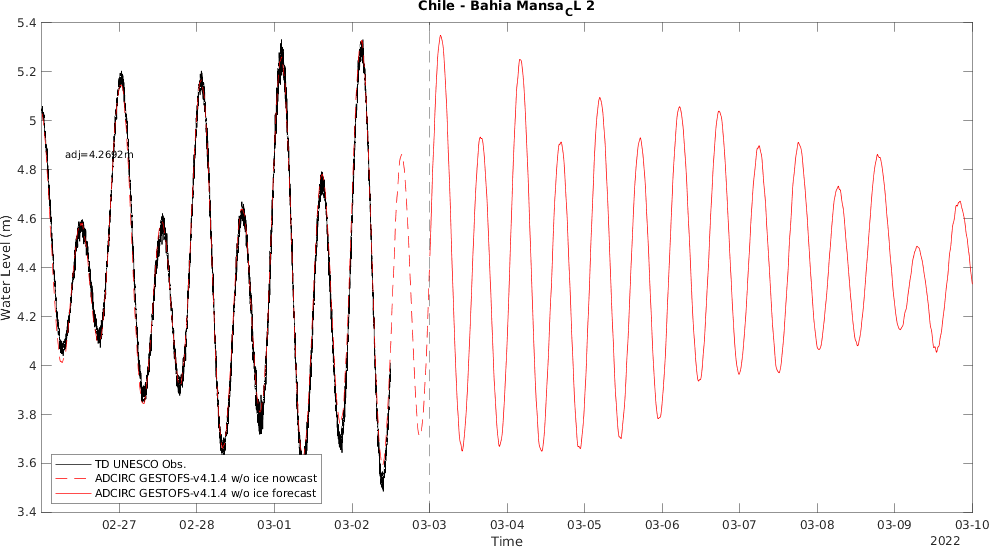 Chile - Bahia Mansa_CL 2
5.4
5.2
5
4.8
4.6
4.4
4.2
4
3.8
3.6
3.4
Water Level (m)
adj=4.2692m
TD UNESCO Obs.
ADCIRC GESTOFS-v4.1.4 w/o ice nowcast
ADCIRC GESTOFS-v4.1.4 w/o ice forecast
02-27 02-28 03-01 03-02 03-03 03-04 03-05 03-06 03-07 03-08 03-09 03-10
Time
2022